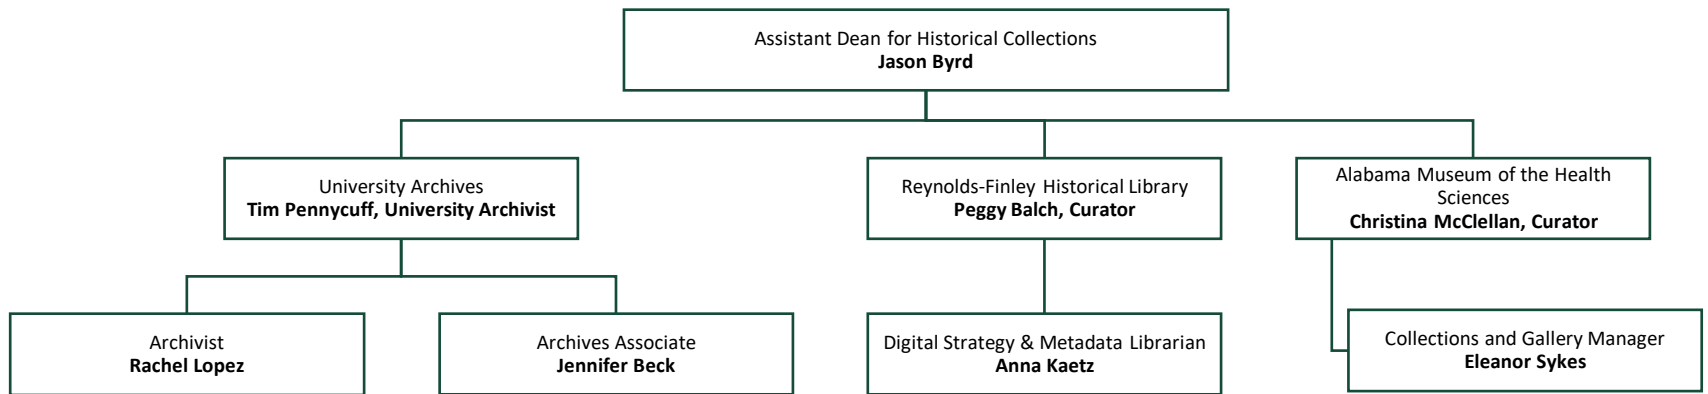 Assistant Dean for Historical Collections
Jason Byrd
University Archives
Tim Pennycuff, University Archivist
Reynolds-Finley Historical Library
Peggy Balch, Curator
Alabama Museum of the Health
Sciences
Christina McClellan, Curator
Archivist
Rachel Lopez
Archives Associate
Jennifer Beck
Digital Strategy & Metadata Librarian
Anna Kaetz
Collections and Gallery Manager
Eleanor Sykes